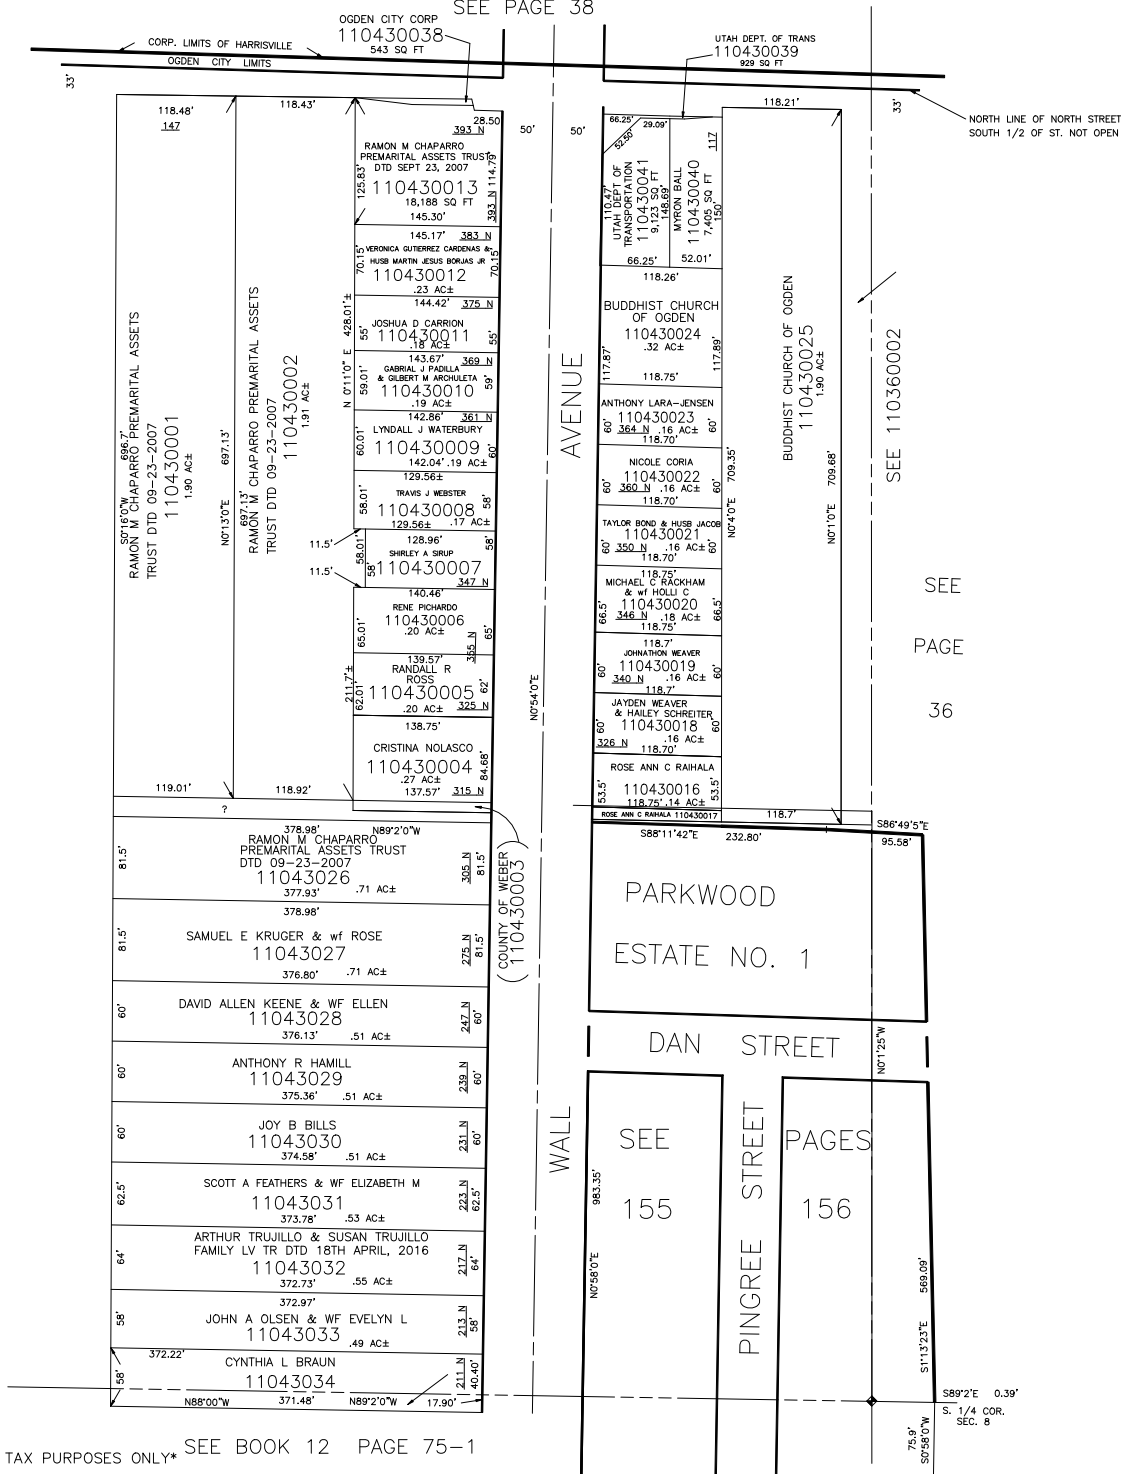 SEE PAGE 38
OGDEN CITY CORP
110430038
543 SQ FT
UTAH DEPT. OF TRANS
110430039
929 SQ FT
CORP. LIMITS OF HARRISVILLE
OGDEN CITY LIMITS
33'
33'
NORTH LINE OF NORTH STREET
SOUTH 1/2 OF ST. NOT OPEN
118.48'
147
118.43'
28.50
393 N
50'
50'
66.25'
29.09'
52.50'
117
118.21'
RAMON M CHAPARRO
PREMARITAL ASSETS TRUST
DTD SEPT 23, 2007
110430013
18,188 SQ FT
145.30'
125.83'
393 N 114.79'
110.47'
UTAH DEPT OF
TRANSPORTATION
110430041
9,123 SQ FT
148.69'
66.25'
MYRON BALL
110430040
7,405 SQ FT
150'
52.01'
145.17' 383 N
VERONICA GUTIERREZ CARDENAS &
HUSB MARTIN JESUS BORJAS JR
110430012
.23 AC±
70.15'
70.15'
144.42' 375 N
JOSHUA D CARRION
110430011
.18 AC±
55'
55'
143.67' 369 N
GABRIAL J PADILLA
& GILBERT M ARCHULETA
110430010
.19 AC±
59.01'
59'
142.86' 361 N
LYNDALL J WATERBURY
110430009
142.04' .19 AC±
60.01'
60'
129.56±
TRAVIS J WEBSTER
110430008
129.56± .17 AC±
58.01'
58'
11.5'
11.5'
128.96'
SHIRLEY A SIRUP
110430007
347 N
58.01'
58'
58'
140.46'
RENE PICHARDO
110430006
.20 AC±
65.01'
65'
355 N
139.57'
RANDALL R
ROSS
110430005
.20 AC± 325 N
211.7'±
62.01'
62'
138.75'
CRISTINA NOLASCO
110430004
.27 AC±
137.57' 315 N
84.68'
N 0°11'0" E 428.01'±
S0°16'0"W 696.7'
RAMON M CHAPARRO PREMARITAL ASSETS
TRUST DTD 09-23-2007
110430001
1.90 AC±
N0°13'0"E 697.13'
697.13'
RAMON M CHAPARRO PREMARITAL ASSETS
TRUST DTD 09-23-2007
110430002
1.91 AC±
119.01'
118.92'
?
118.26'
BUDDHIST CHURCH
OF OGDEN
110430024
.32 AC±
118.75'
117.87'
117.89'
ANTHONY LARA-JENSEN
110430023
60' 364 N .16 AC± 60'
118.70'
NICOLE CORIA
110430022
60' 360 N .16 AC± 60'
118.70'
TAYLOR BOND & HUSB JACOB
110430021
60' 350 N .16 AC± 60'
118.70'
118.75'
MICHAEL C RACKHAM
& wf HOLLI C
110430020
66.5' 346 N .18 AC± 66.5'
118.75'
118.7'
JOHNATHON WEAVER
110430019
60' 340 N .16 AC± 60'
118.7'
JAYDEN WEAVER
& HAILEY SCHREITER
110430018
60' .16 AC± 60'
326 N 118.70'
ROSE ANN C RAIHALA
110430016
118.75' .14 AC±
53.5'
53.5'
ROSE ANN C RAIHALA 110430017
118.7'
N0°4'0"E 709.35'
BUDDHIST CHURCH OF OGDEN
110430025
1.90 AC±
N0°1'0"E 709.68'
SEE 110360002
SEE
PAGE
36
AVENUE
N0°54'0"E
WALL
(COUNTY OF WEBER)
110430003
S86°49'5"E
S88°11'42"E 232.80'
95.58'
378.98' N89°2'0"W
RAMON M CHAPARRO
PREMARITAL ASSETS TRUST
DTD 09-23-2007
11043026
377.93' .71 AC±
81.5'
305 N
81.5'
378.98'
SAMUEL E KRUGER & wf ROSE
11043027
376.80' .71 AC±
81.5'
275 N
81.5'
DAVID ALLEN KEENE & WF ELLEN
11043028
376.13' .51 AC±
60'
247 N
60'
ANTHONY R HAMILL
11043029
375.36' .51 AC±
60'
239 N
60'
JOY B BILLS
11043030
374.58' .51 AC±
60'
231 N
60'
SCOTT A FEATHERS & WF ELIZABETH M
11043031
373.78' .53 AC±
62.5'
223 N
62.5'
ARTHUR TRUJILLO & SUSAN TRUJILLO
FAMILY LV TR DTD 18TH APRIL, 2016
11043032
372.73' .55 AC±
64'
217 N
64'
372.97'
JOHN A OLSEN & WF EVELYN L
11043033
.49 AC±
58'
213 N
58'
372.22'
CYNTHIA L BRAUN
11043034
58'
211 N
40.40'
N88°00"W 371.48' N89°2'0"W 17.90'
PARKWOOD
ESTATE NO. 1
DAN STREET
N0°1'25"W
SEE
155
PINGREE STREET
PAGES
156
N0°58'0"E 983.35'
S1°13'23"E 569.09'
S89°2'E 0.39'
S. 1/4 COR.
SEC. 8
75.9'
S0°58'0"W
TAX PURPOSES ONLY*
SEE BOOK 12 PAGE 75-1